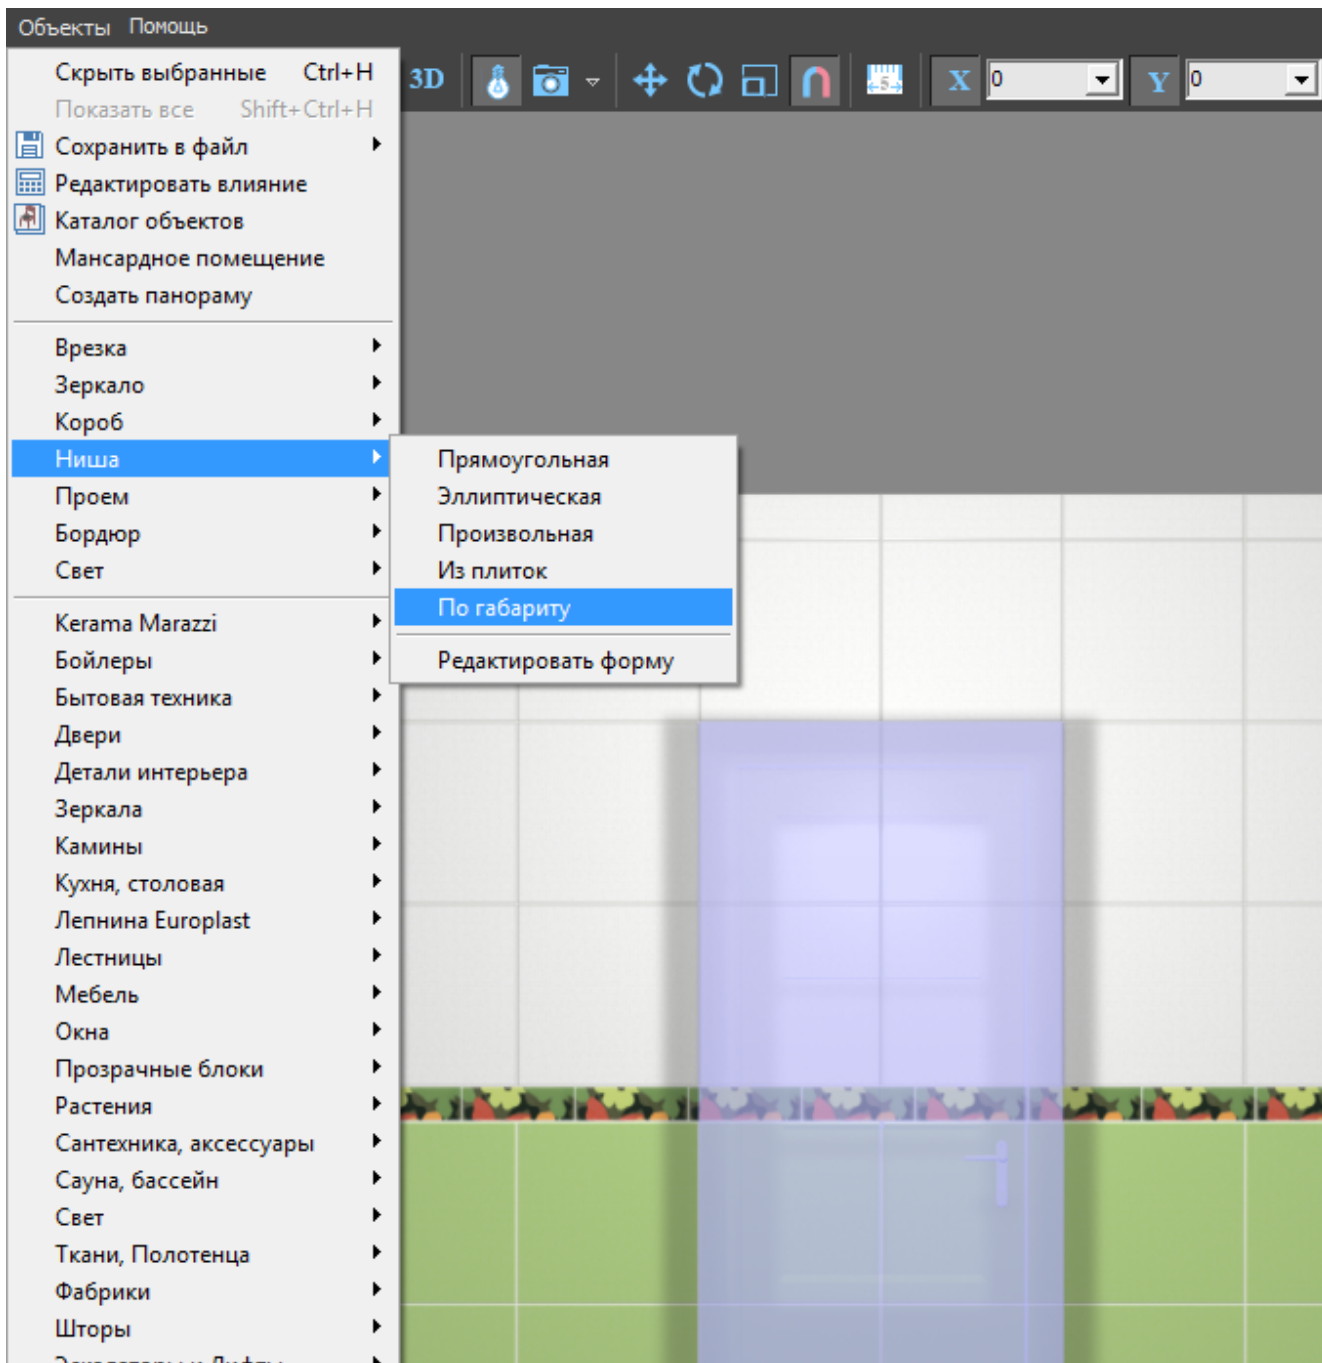 Объекты Помощь
Скрыть выбранные Ctrl+H
Показать все Shift+Ctrl+H
3D
5
X 0
Y 0
Сохранить в файл
Редактировать влияние
Каталог объектов
Мансардное помещение
Создать панораму
Врезка
Зеркало
Короб
Ниша
Проем
Бордюр
Свет
Прямоугольная
Эллиптическая
Произвольная
Из плиток
По габариту
Редактировать форму
Kerama Marazzi
Бойлеры
Бытовая техника
Двери
Детали интерьера
Зеркала
Камины
Кухня, столовая
Лепнина Europlast
Лестницы
Мебель
Окна
Прозрачные блоки
Растения
Сантехника, аксессуары
Сауна, бассейн
Свет
Ткани, Полотенца
Фабрики
Шторы